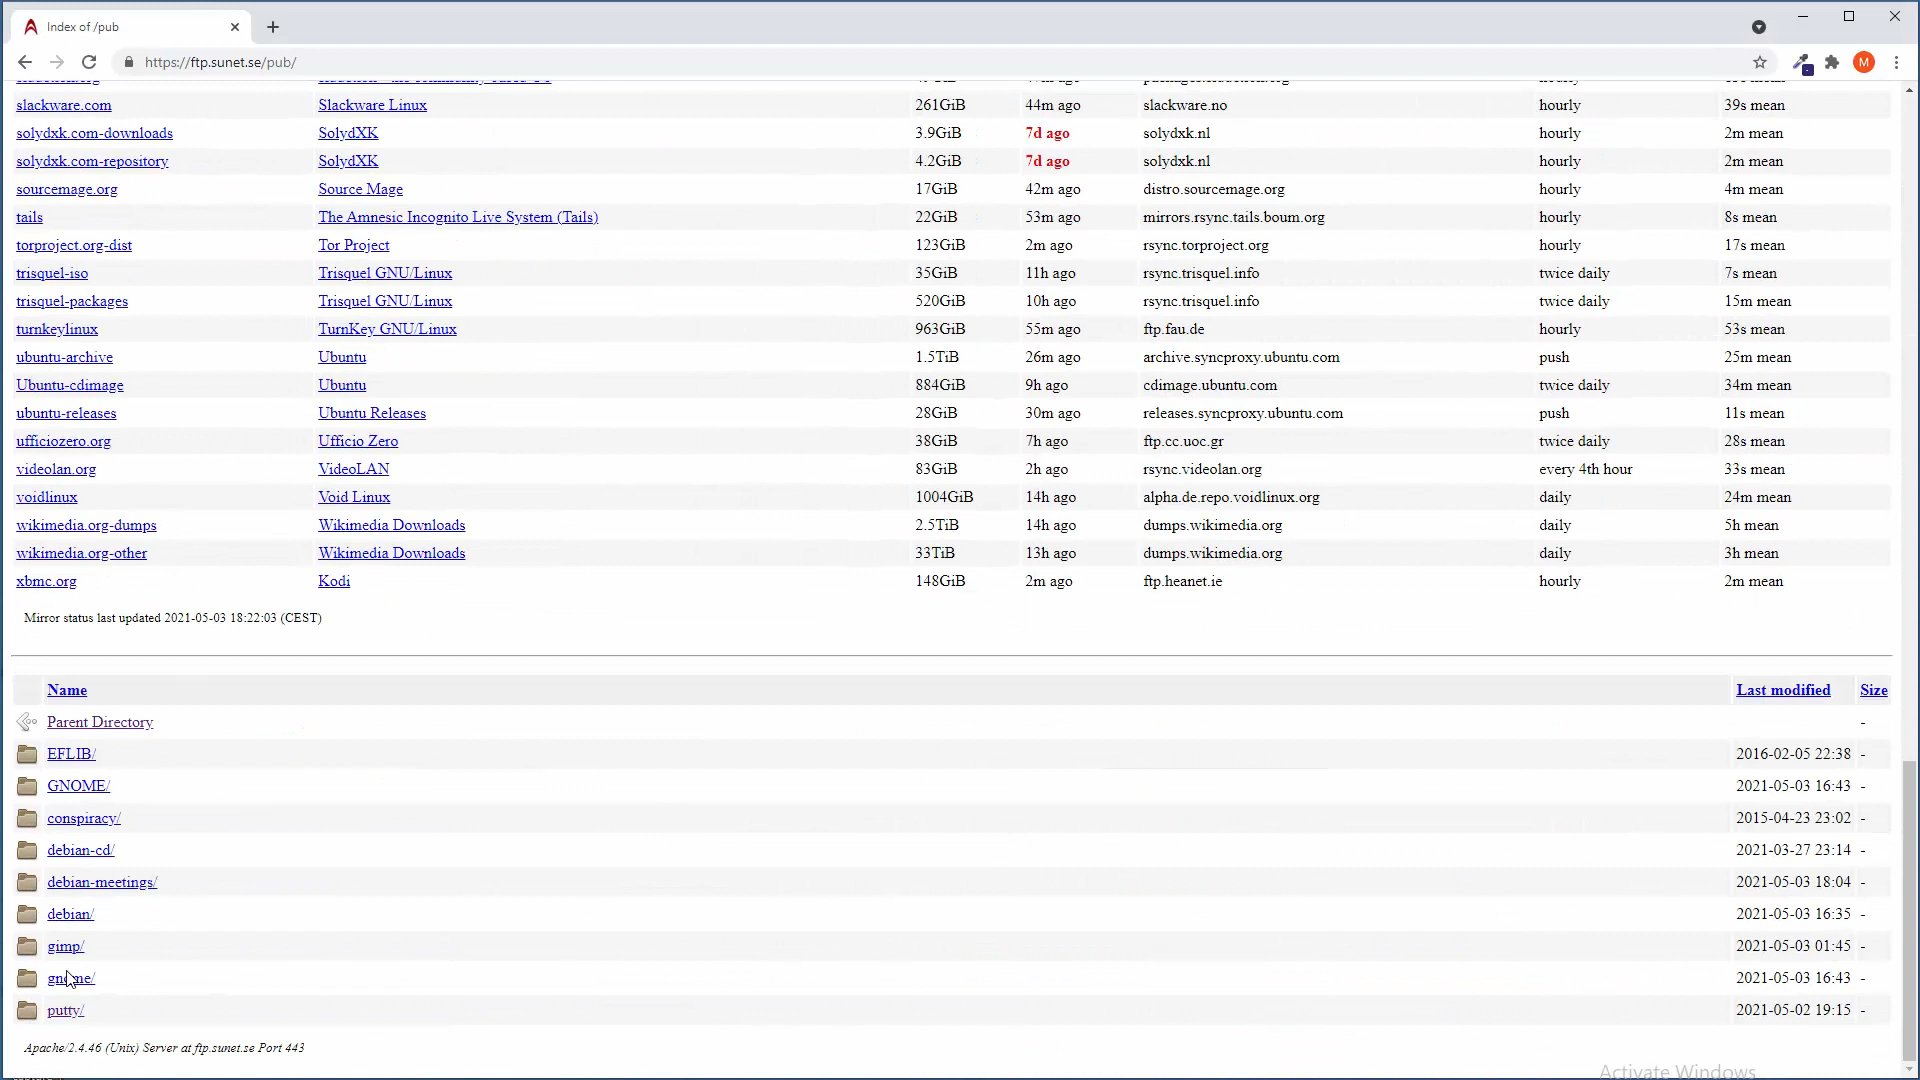 Index of /pub
https://ftp.sunet.se/pub/
M
slackware.com Slackware Linux 261GiB 44m ago slackware.no hourly 39s mean
solydxk.com-downloads SolydXK 3.9GiB 7d ago solydxk.nl hourly 2m mean
solydxk.com-repository SolydXK 4.2GiB 7d ago solydxk.nl hourly 2m mean
sourcemage.org Source Mage 17GiB 42m ago distro.sourcemage.org hourly 4m mean
tails The Amnesic Incognito Live System (Tails) 22GiB 53m ago mirrors.rsync.tails.boum.org hourly 8s mean
torproject.org-dist Tor Project 123GiB 2m ago rsync.torproject.org hourly 17s mean
trisquel-iso Trisquel GNU/Linux 35GiB 11h ago rsync.trisquel.info twice daily 7s mean
trisquel-packages Trisquel GNU/Linux 520GiB 10h ago rsync.trisquel.info twice daily 15m mean
turnkeylinux TurnKey GNU/Linux 963GiB 55m ago ftp.fau.de hourly 53s mean
ubuntu-archive Ubuntu 1.5TiB 26m ago archive.syncproxy.ubuntu.com push 25m mean
Ubuntu-cdimage Ubuntu 884GiB 9h ago cdimage.ubuntu.com twice daily 34m mean
ubuntu-releases Ubuntu Releases 28GiB 30m ago releases.syncproxy.ubuntu.com push 11s mean
ufficiozero.org Ufficio Zero 38GiB 7h ago ftp.cc.uoc.gr twice daily 28s mean
videolan.org VideoLAN 83GiB 2h ago rsync.videolan.org every 4th hour 33s mean
voidlinux Void Linux 1004GiB 14h ago alpha.de.repo.voidlinux.org daily 24m mean
wikimedia.org-dumps Wikimedia Downloads 2.5TiB 14h ago dumps.wikimedia.org daily 5h mean
wikimedia.org-other Wikimedia Downloads 33TiB 13h ago dumps.wikimedia.org daily 3h mean
xbmc.org Kodi 148GiB 2m ago ftp.heanet.ie hourly 2m mean
Mirror status last updated 2021-05-03 18:22:03 (CEST)
Name Last modified Size
Parent Directory -
EFLIB/ 2016-02-05 22:38 -
GNOME/ 2021-05-03 16:43 -
conspiracy/ 2015-04-23 23:02 -
debian-cd/ 2021-03-27 23:14 -
debian-meetings/ 2021-05-03 18:04 -
debian/ 2021-05-03 16:35 -
gimp/ 2021-05-03 01:45 -
gnome/ 2021-05-03 16:43 -
putty/ 2021-05-02 19:15 -
Apache/2.4.46 (Unix) Server at ftp.sunet.se Port 443
Activate Windows